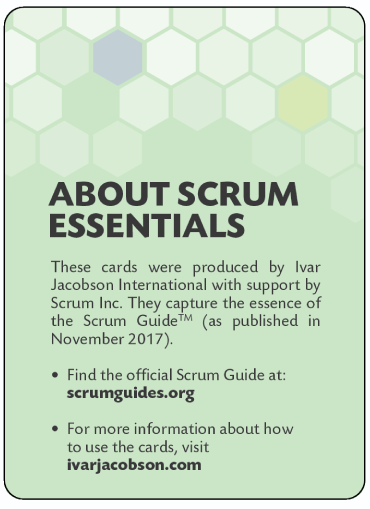 ABOUT SCRUM
ESSENTIALS
These cards were produced by Ivar
Jacobson International with support by
Scrum Inc. They capture the essence of
the Scrum Guide™ (as published in
November 2017).
• Find the official Scrum Guide at:
scrumguides.org
• For more information about how
to use the cards, visit
ivarjacobson.com